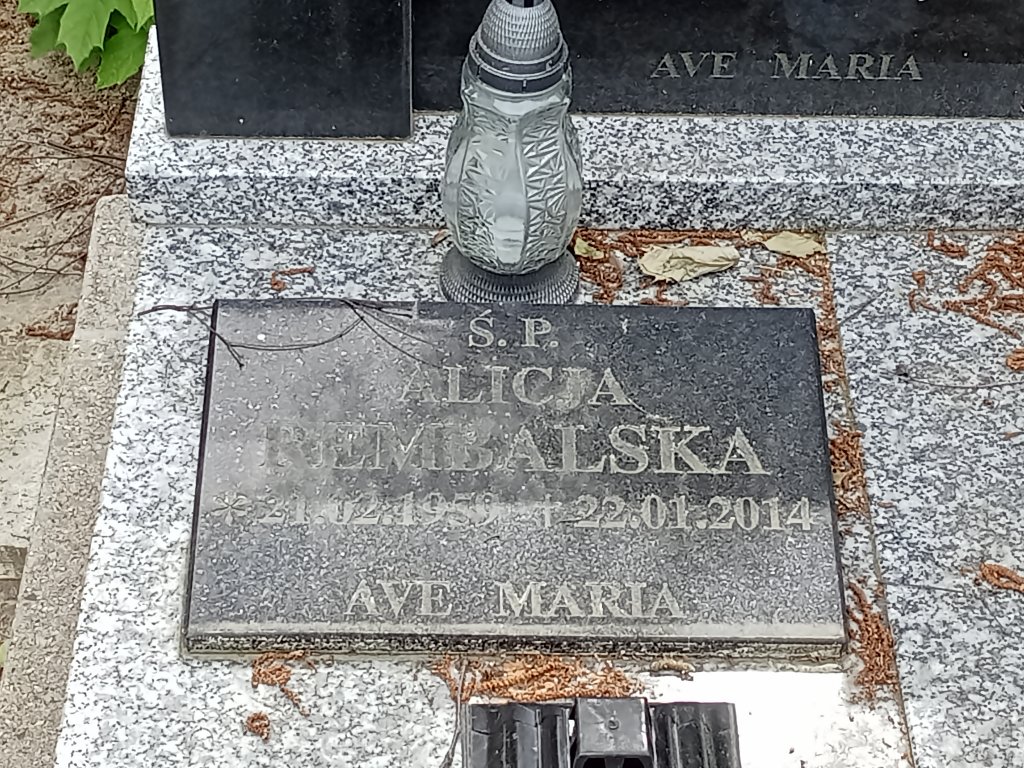 AVE MARIA
Ś.P.
ALICJA
REMBALSKA
* 21.02.1959 † 22.01.2014
AVE MARIA